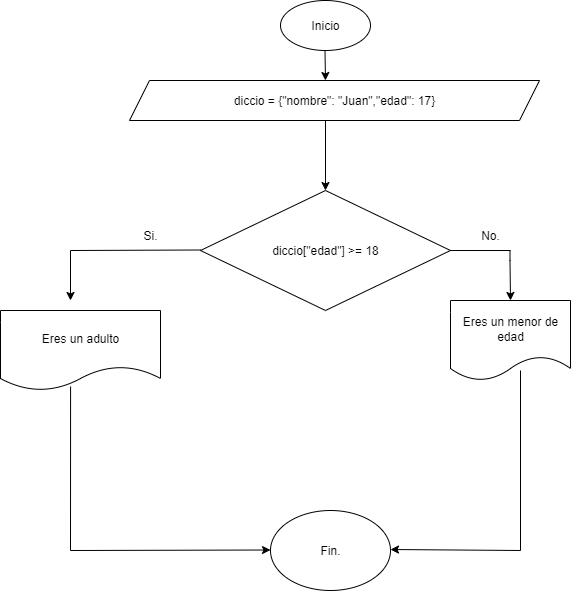 Inicio
diccio = {"nombre": "Juan","edad": 17}
Si.
No.
diccio["edad"] >= 18
Eres un adulto
Eres un menor de
edad
Fin.